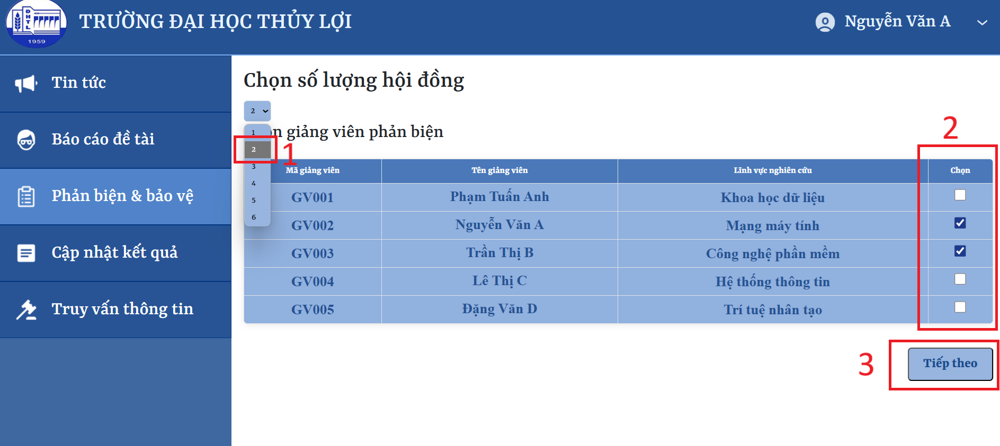 ĐHTL
1959
TRƯỜNG ĐẠI HỌC THỦY LỢI
Nguyễn Văn A
Tin tức
Báo cáo đề tài
Phản biện & bảo vệ
Cập nhật kết quả
Truy vấn thông tin
Chọn số lượng hội đồng
2
1
2
3
4
5
6
1
ọn giảng viên phản biện
2
Mã giảng viên Tên giảng viên Lĩnh vực nghiên cứu Chọn
GV001 Phạm Tuấn Anh Khoa học dữ liệu
GV002 Nguyễn Văn A Mạng máy tính
GV003 Trần Thị B Công nghệ phần mềm
GV004 Lê Thị C Hệ thống thông tin
GV005 Đặng Văn D Trí tuệ nhân tạo
3
Tiếp theo